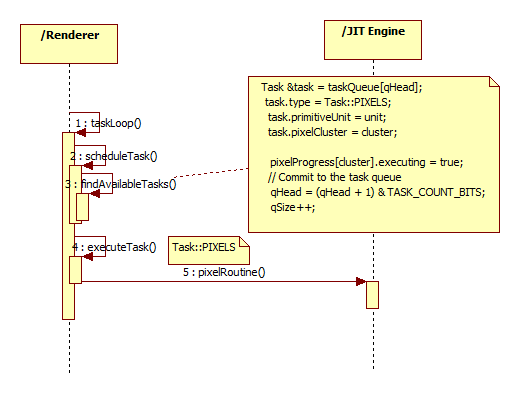 /Renderer
/JIT Engine
Task &task = taskQueue[qHead];
task.type = Task::PIXELS;
task.primitiveUnit = unit;
task.pixelCluster = cluster;
pixelProgress[cluster].executing = true;
// Commit to the task queue
qHead = (qHead + 1) & TASK_COUNT_BITS;
qSize++;
1 : taskLoop()
2 : scheduleTask()
3 : findAvailableTasks()
4 : executeTask()
Task::PIXELS
5 : pixelRoutine()